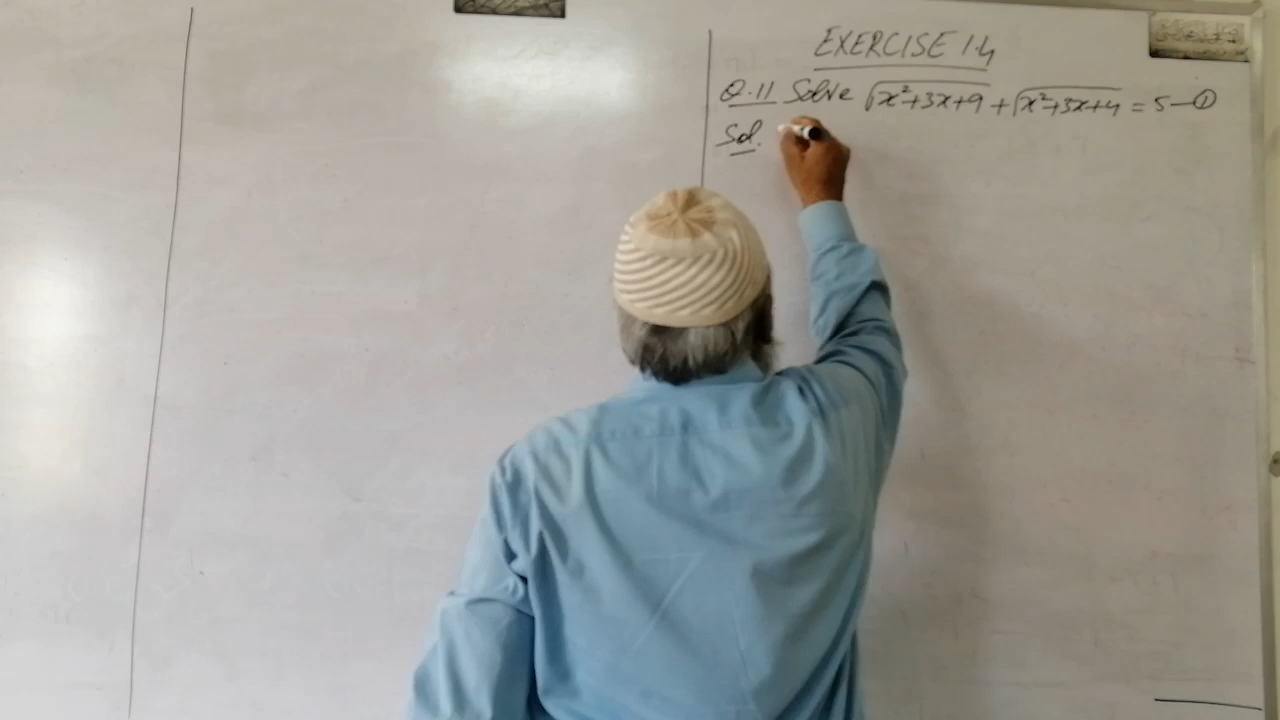 EXERCISE 1.4
Q.11 Solve √x²+3x+9 + √x²+3x+4 = 5 — ①
Sol.